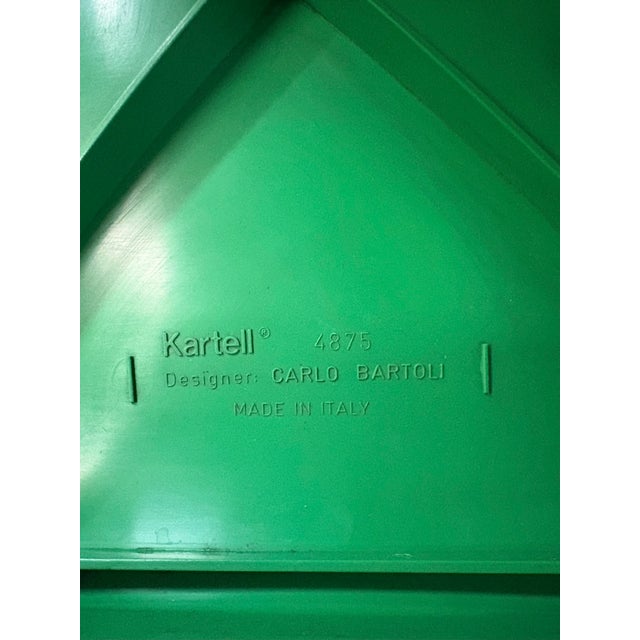 Kartell® 4875
Designer: CARLO BARTOLI
MADE IN ITALY